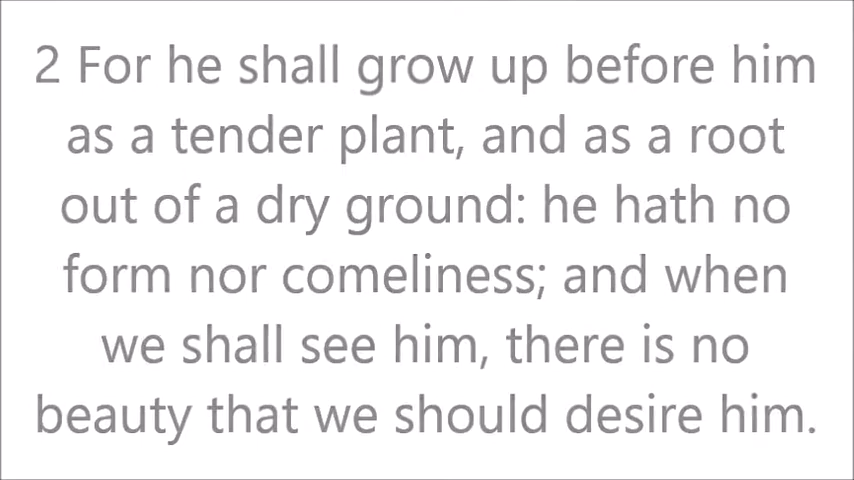 2 For he shall grow up before him
as a tender plant, and as a root
out of a dry ground: he hath no
form nor comeliness; and when
we shall see him, there is no
beauty that we should desire him.